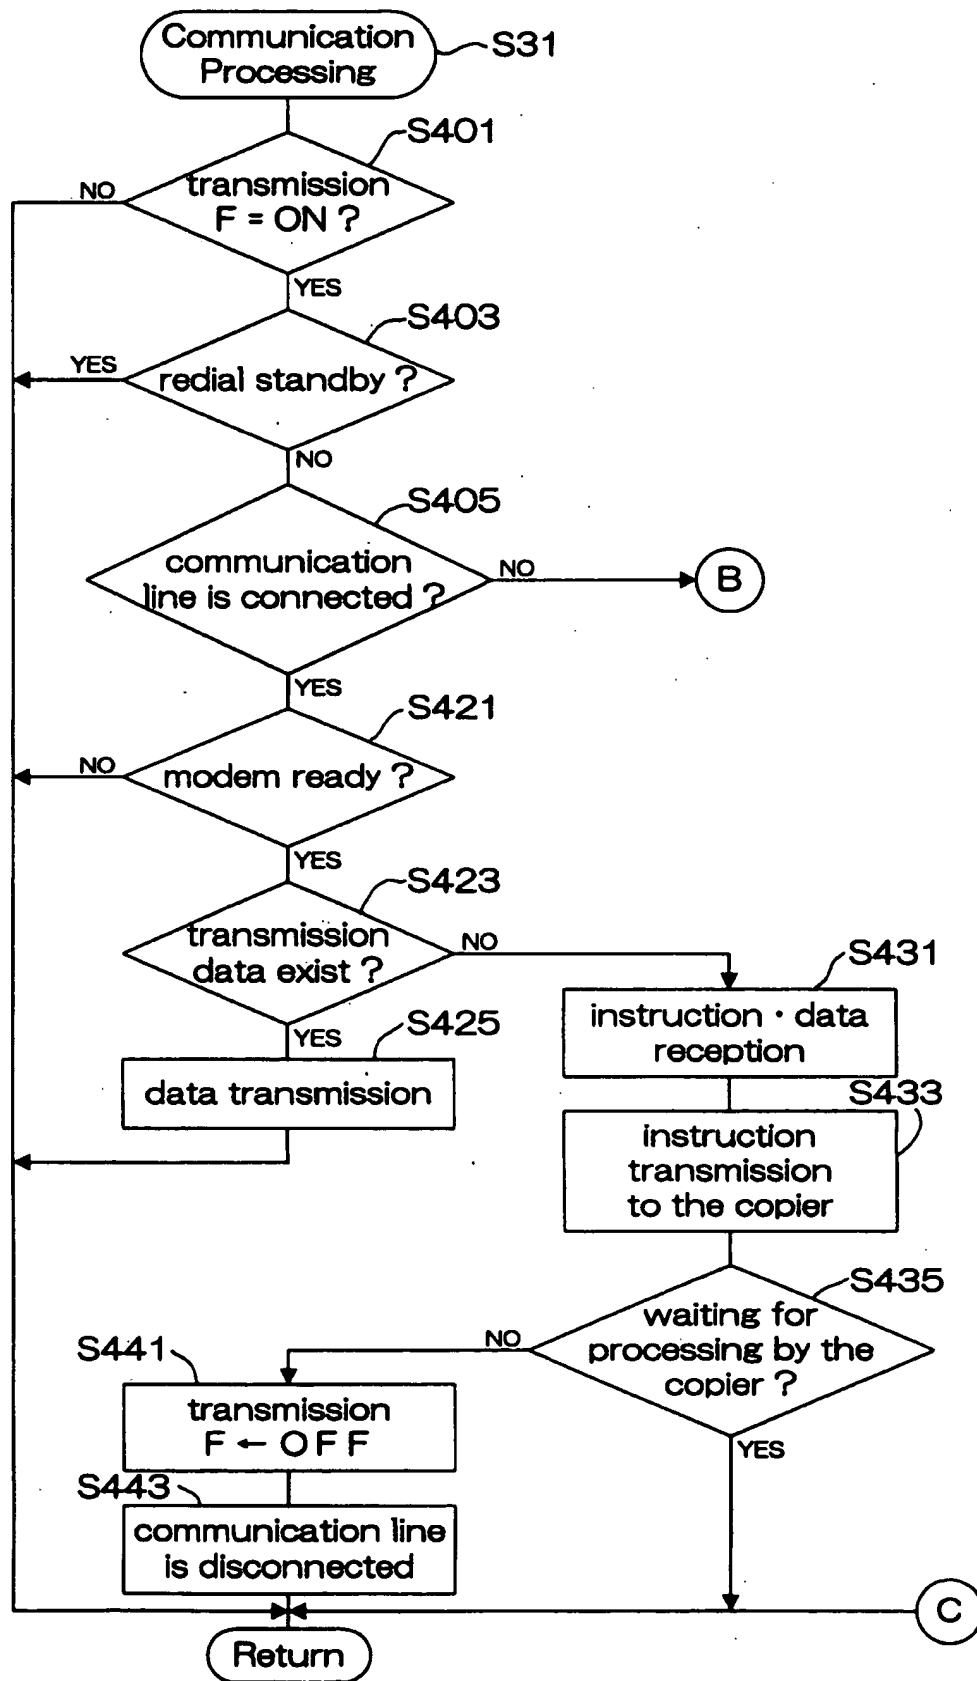 Communication
Processing
S31
S401
transmission
F = ON ?
NO
YES
S403
redial standby ?
YES
NO
S405
communication
line is connected ?
NO
B
YES
S421
modem ready ?
NO
YES
S423
transmission
data exist ?
NO
YES
S425
data transmission
S431
instruction · data
reception
S433
instruction
transmission
to the copier
S435
waiting for
processing by the
copier ?
NO
YES
S441
transmission
F ← OFF
S443
communication line
is disconnected
C
Return